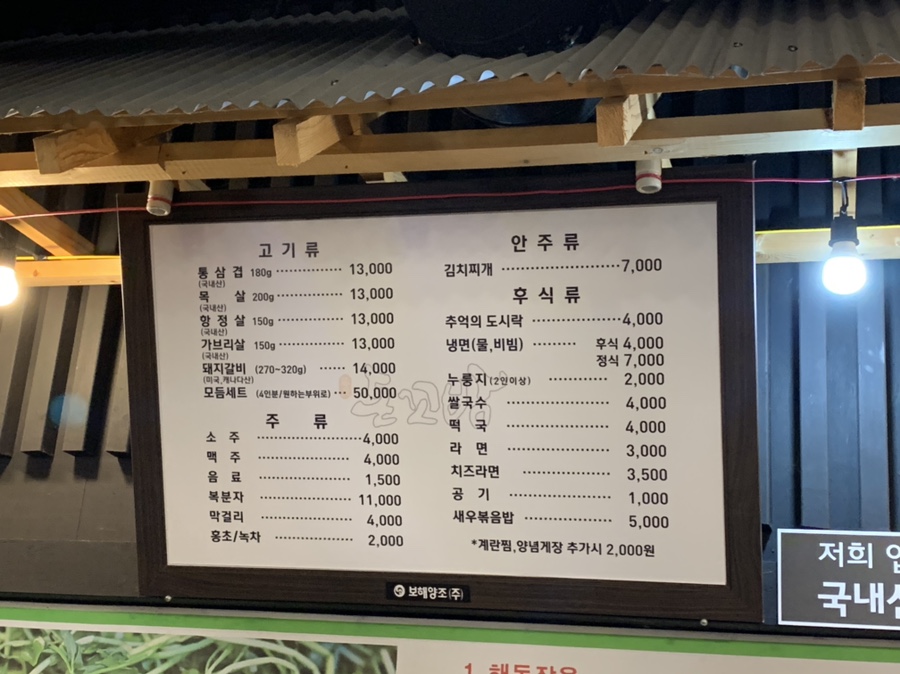 고기류
통삼겹 180g 13,000
(국내산)
목살 200g 13,000
(국내산)
항정살 150g 13,000
(국내산)
가브리살 150g 13,000
(국내산)
돼지갈비 (270~320g) 14,000
(미국,캐나다산)
모듬세트 (4인분/원하는부위로) 50,000
주류
소주 4,000
맥주 4,000
음료 1,500
복분자 11,000
막걸리 4,000
홍초/녹차 2,000
안주류
김치찌개 7,000
후식류
추억의 도시락 4,000
냉면(물,비빔) 후식 4,000
정식 7,000
누룽지(2인이상) 2,000
쌀국수 4,000
떡국 4,000
라면 3,000
치즈라면 3,500
공기 1,000
새우볶음밥 5,000
*계란찜,양념게장 추가시 2,000원
보해양조(주)
저희
국내산